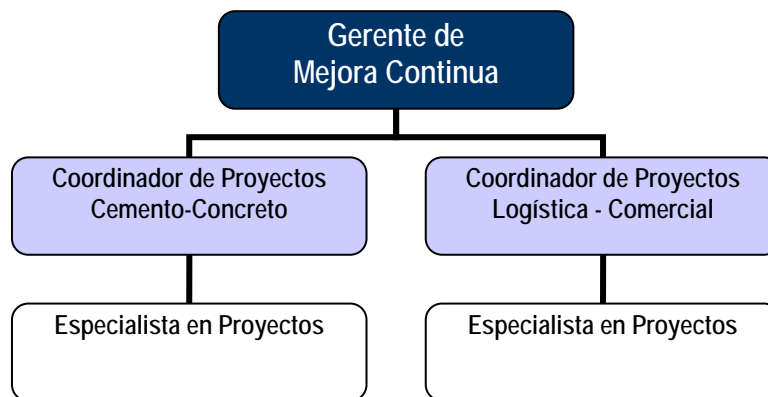 Gerente de
Mejora Continua
Coordinador de Proyectos
Cemento-Concreto
Coordinador de Proyectos
Logística - Comercial
Especialista en Proyectos
Especialista en Proyectos